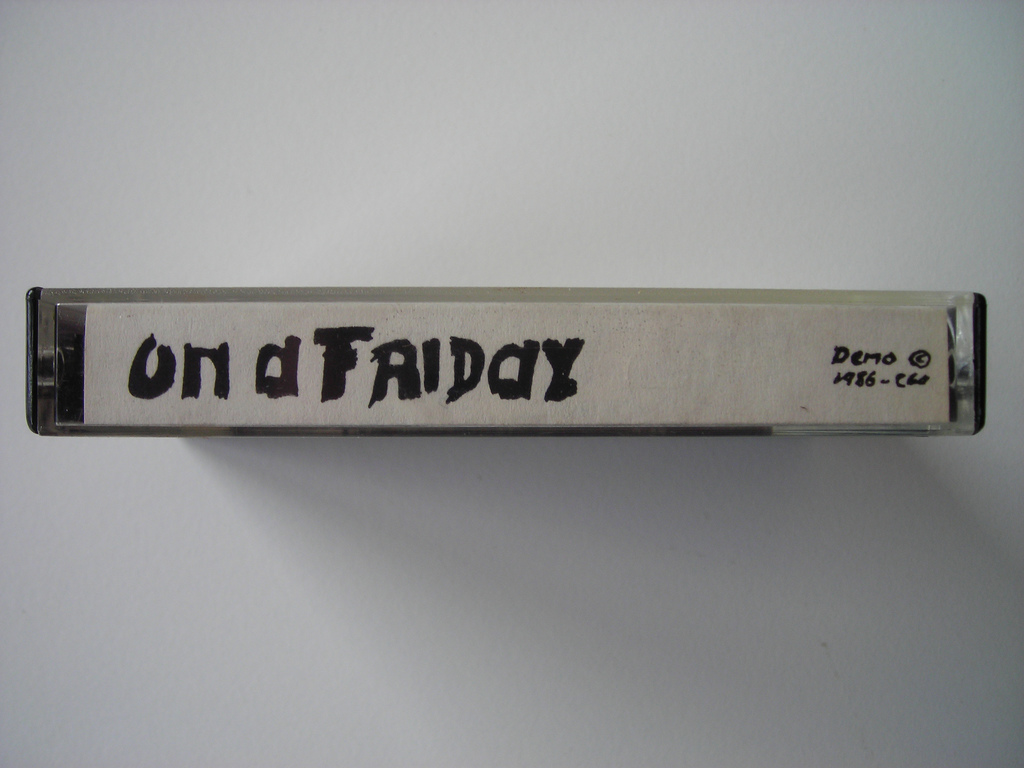 on a FRIDAY
Demo ©
1986 - C60